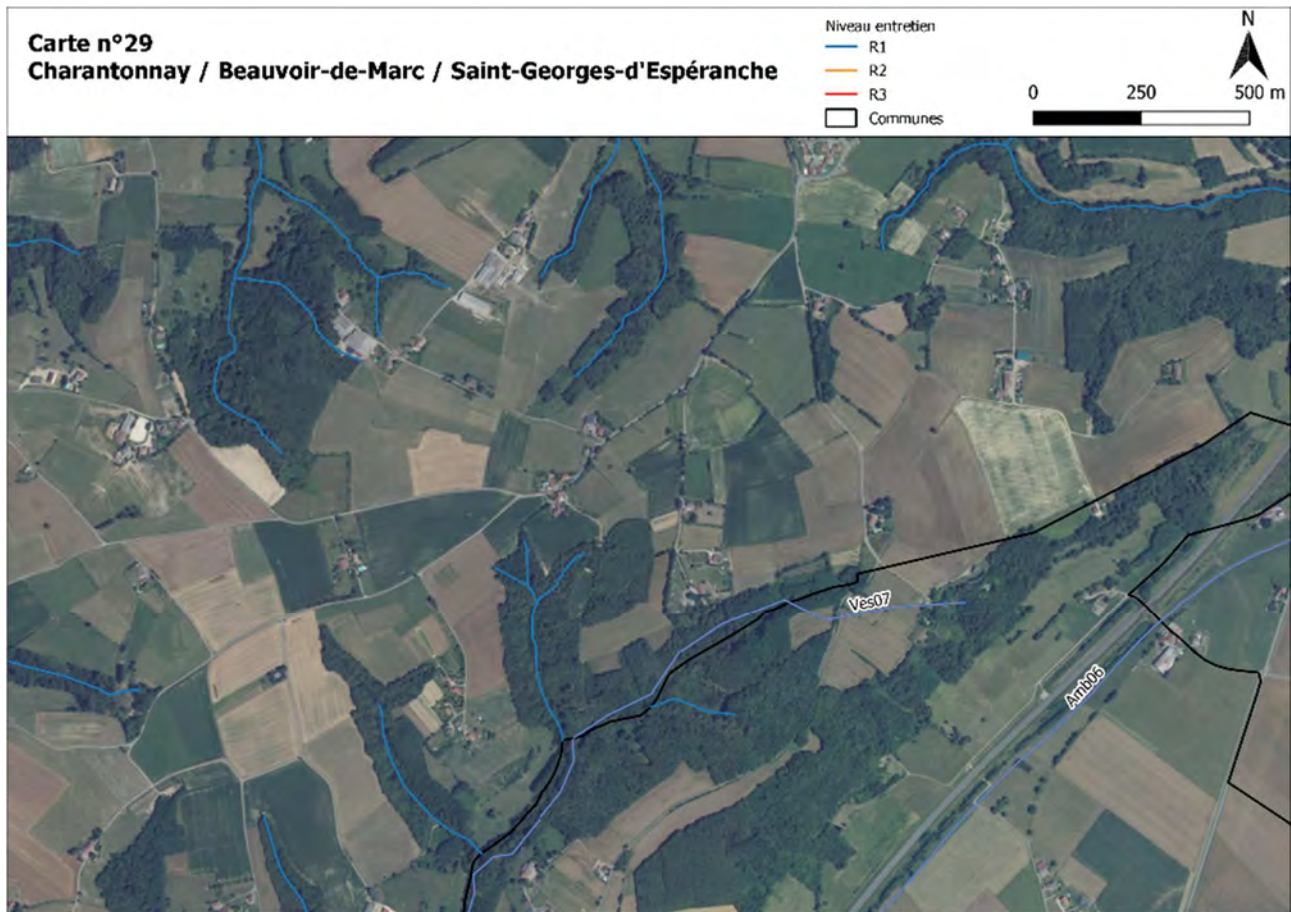 Carte n°29
Charantonnay / Beauvoir-de-Marc / Saint-Georges-d'Espéranche
Niveau entretien
R1
R2
R3
Communes
N
0 250 500 m
Ves07
Amb06